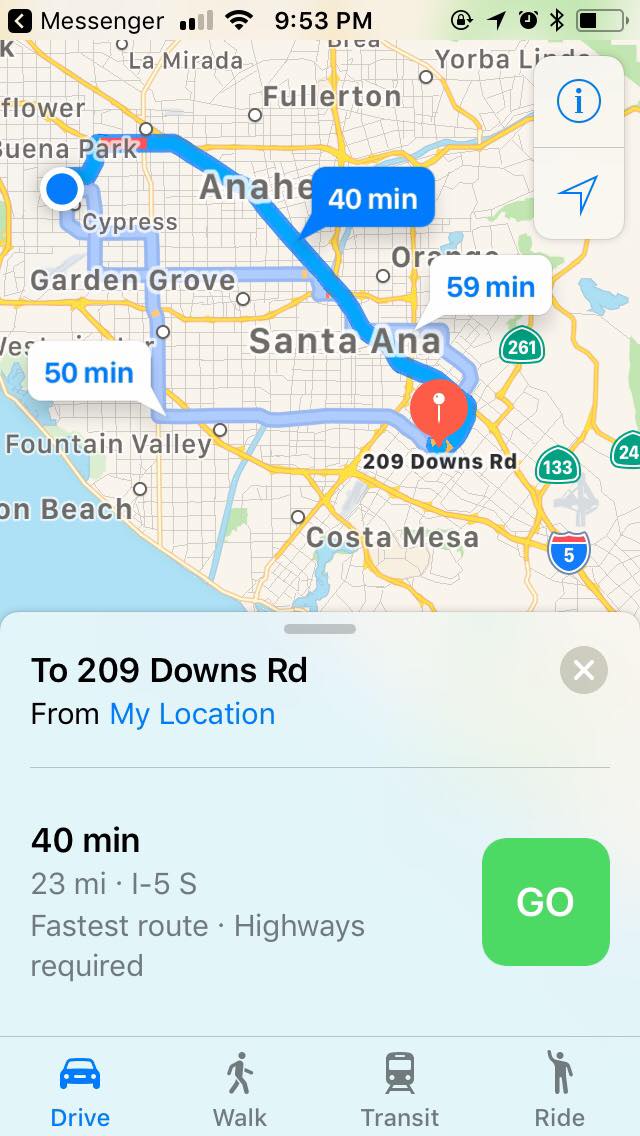 Messenger 9:53 PM
Brea
La Mirada
Yorba Linda
flower
Fullerton
Buena Park
Anahe
40 min
Cypress
Orange
Garden Grove
59 min
Santa Ana
261
50 min
Fountain Valley
209 Downs Rd
133
24
on Beach
Costa Mesa
5
To 209 Downs Rd
From My Location
40 min
23 mi · I-5 S
Fastest route · Highways
required
GO
Drive Walk Transit Ride